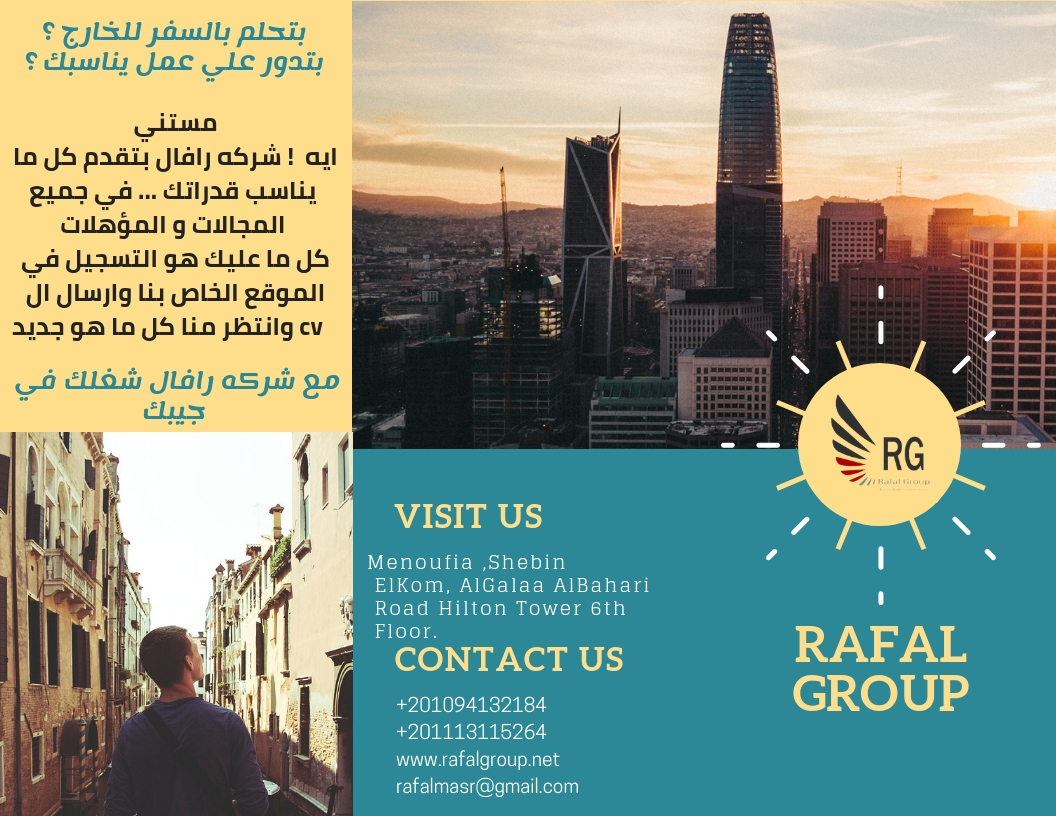 بتحلم بالسفر للخارج ؟
بتدور علي عمل يناسبك ؟
مستني
ايه ! شركه رافال بتقدم كل ما
يناسب قدراتك ... في جميع
المجالات و المؤهلات
كل ما عليك هو التسجيل في
الموقع الخاص بنا وارسال ال
cv وانتظر منا كل ما هو جديد
مع شركه رافال شغلك في
جيبك
VISIT US
Menoufia ,Shebin
ElKom, AlGalaa AlBahari
Road Hilton Tower 6th
Floor.
CONTACT US
+201094132184
+201113115264
www.rafalgroup.net
rafalmasr@gmail.com
RG
Rafal Group
RAFAL
GROUP